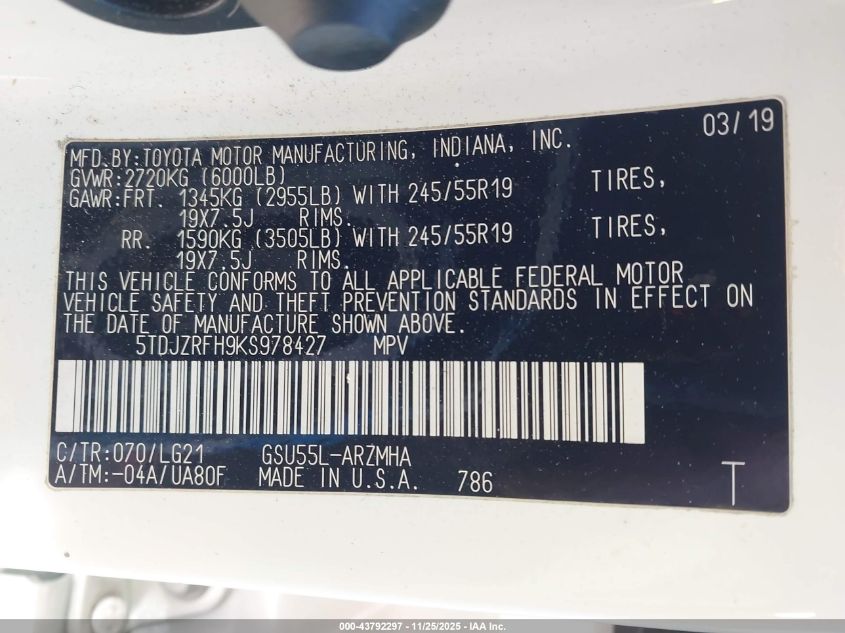 03/19
MFD.BY:TOYOTA MOTOR MANUFACTURING, INDIANA, INC.
GVWR:2720KG (6000LB)
GAWR:FRT. 1345KG (2955LB) WITH 245/55R19 TIRES,
19X7.5J RIMS.
RR. 1590KG (3505LB) WITH 245/55R19 TIRES,
19X7.5J RIMS.
THIS VEHICLE CONFORMS TO ALL APPLICABLE FEDERAL MOTOR
VEHICLE SAFETY AND THEFT PREVENTION STANDARDS IN EFFECT ON
THE DATE OF MANUFACTURE SHOWN ABOVE.
5TDJZRFH9KS978427 MPV
C/TR:070/LG21 GSU55L-ARZMHA
A/TM:-04A/UA80F MADE IN U.S.A. 786 T
000-43792297 - 11/25/2025 - IAA Inc.